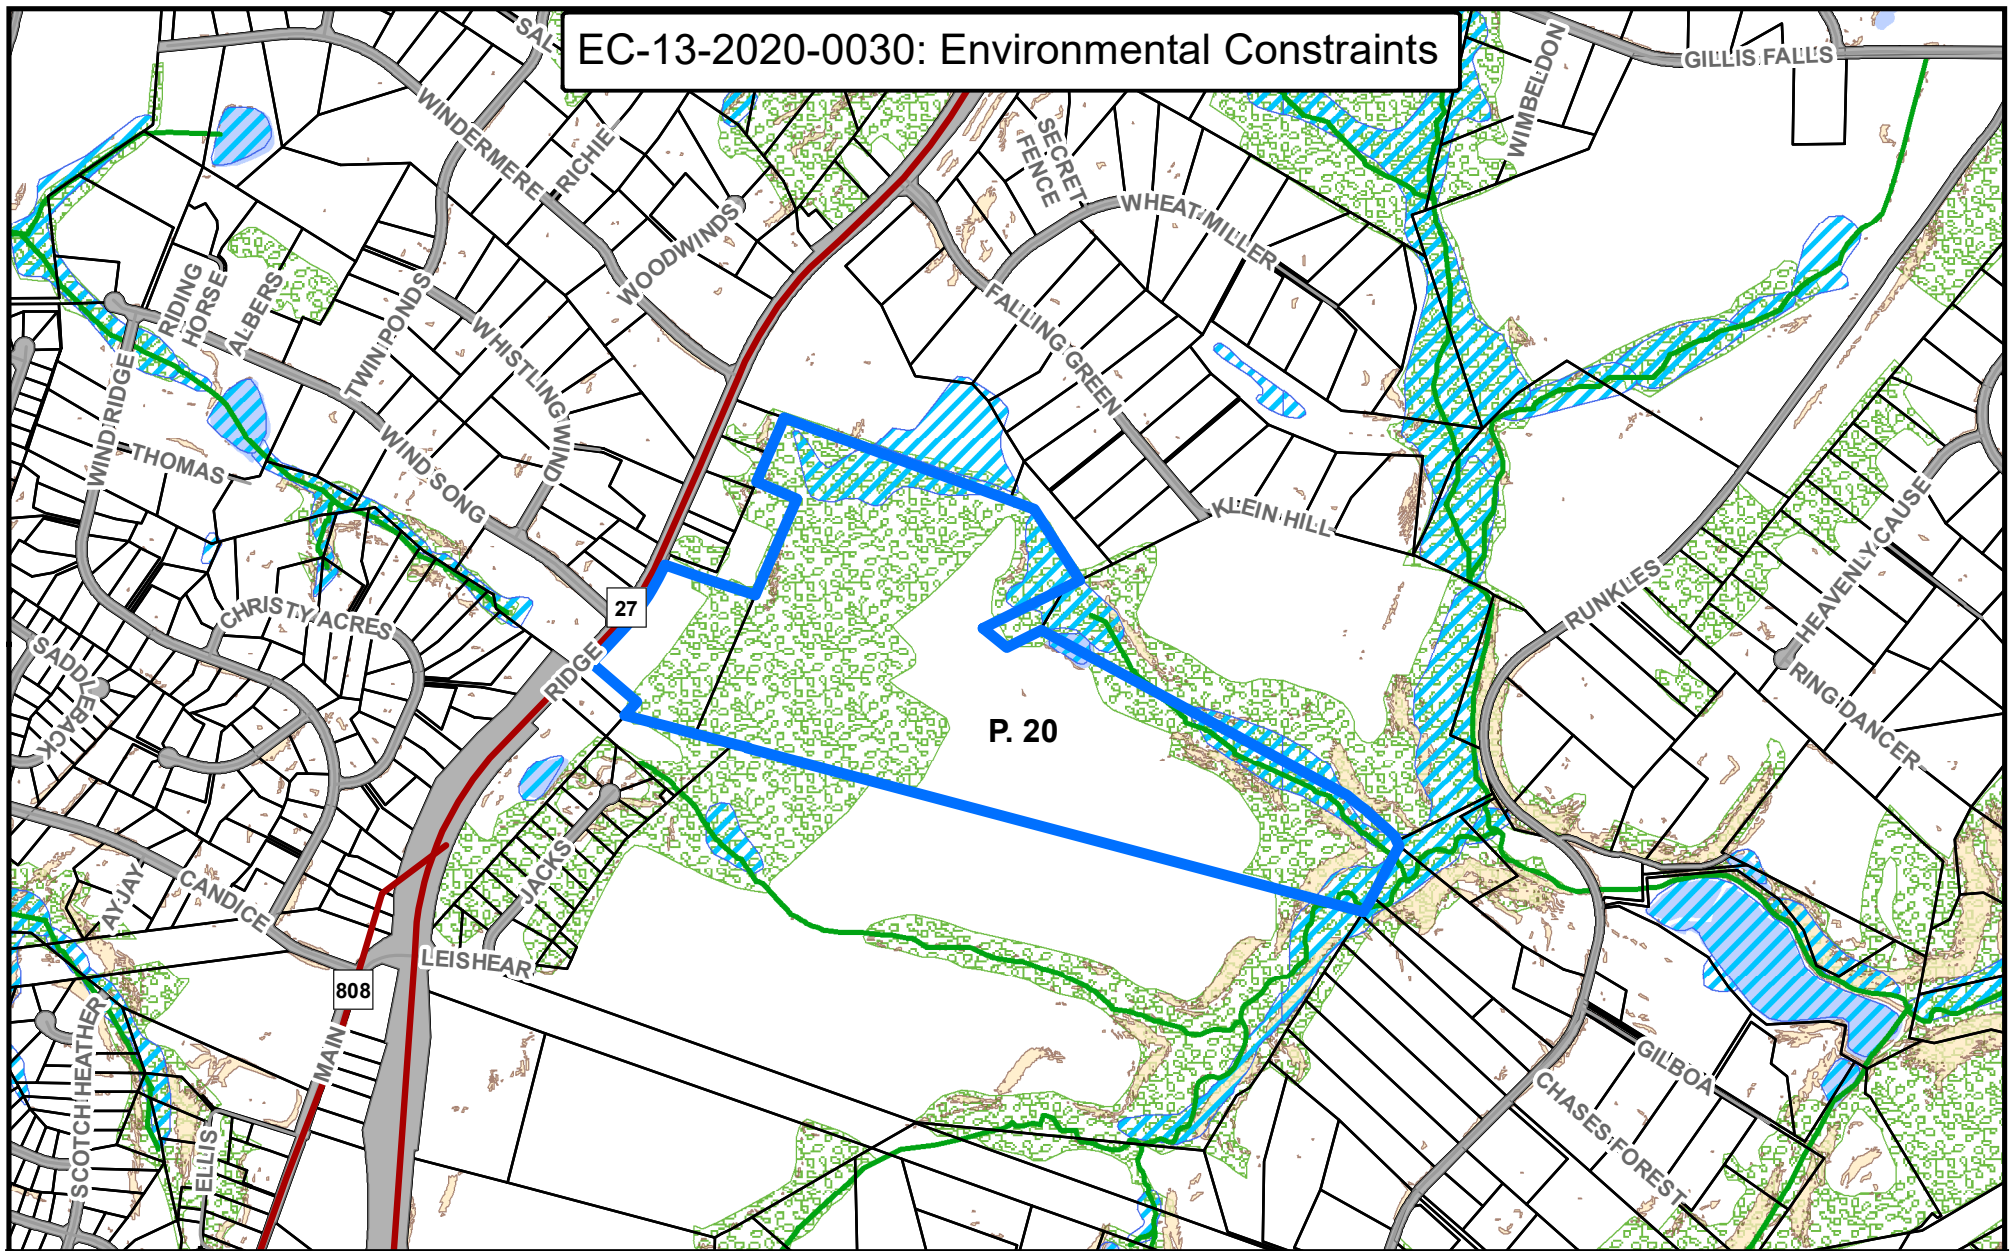 EC-13-2020-0030: Environmental Constraints
SAL
WIMBELDON
GILLIS FALLS
WINDERMERE
RICHIE
SECRET
FENCE
WHEAT MILLER
WOODWINDS
RIDING
HORSE
ALBERS
TWIN PONDS
WHISTLING WIND
FALLING GREEN
WIND RIDGE
THOMAS
WIND SONG
KLEIN HILL
HEAVENLY CAUSE
RUNKLES
27
CHRISTY ACRES
RIDGE
SADDLEBACK
RING DANCER
P. 20
JACKS
AYJAY
CANDICE
LEISHEAR
808
MAIN
SCOTCH HEATHER
ELLIS
GILBOA
CHASES FOREST